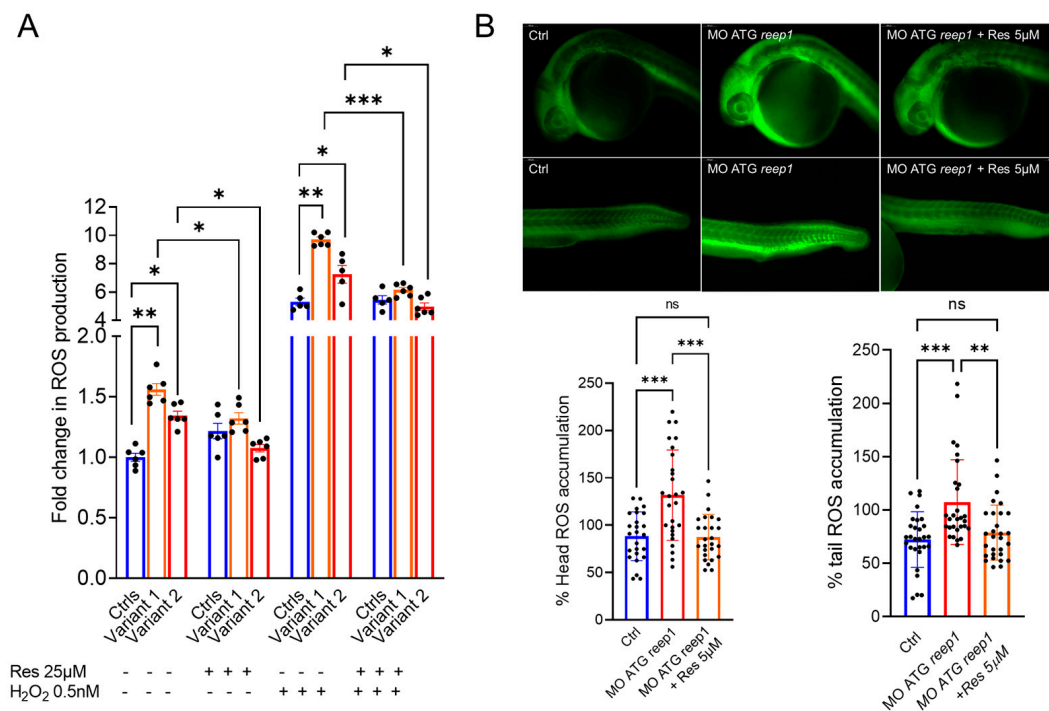 A
Fold change in ROS production
12
10
8
6
4
2.0
1.5
1.0
0.5
0.0
**
*
*
*
**
*
***
*
Ctrls
Variant 1
Variant 2
Ctrls
Variant 1
Variant 2
Ctrls
Variant 1
Variant 2
Ctrls
Variant 1
Variant 2
Res 25µM - - - + + + - - - + + +
H₂O₂ 0.5nM - - - - - - + + + + + +
B
Ctrl
MO ATG reep1
MO ATG reep1 + Res 5µM
Ctrl
MO ATG reep1
MO ATG reep1 + Res 5µM
% Head ROS accumulation
250
200
150
100
50
0
ns
***
***
Ctrl
MO ATG reep1
MO ATG reep1
+ Res 5µM
% tail ROS accumulation
250
200
150
100
50
0
ns
***
**
Ctrl
MO ATG reep1
MO ATG reep1
+Res 5µM